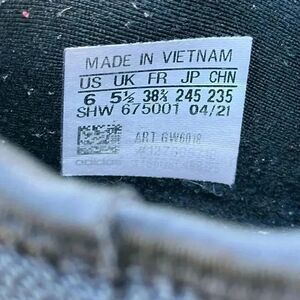 MADE IN VIETNAM
US UK FR JP CHN
6 5½ 38⅔ 245 235
SHW 675001 04/21
ART GW6018
adidas